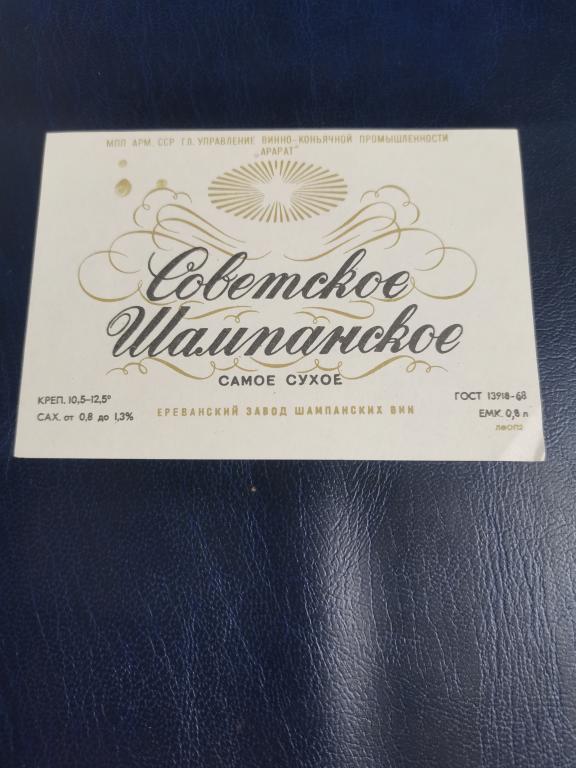 МПП АРМ. ССР ГЛ. УПРАВЛЕНИЕ ВИННО-КОНЬЯЧНОЙ ПРОМЫШЛЕННОСТИ
„АРАРАТ"
Советское
Шампанское
САМОЕ СУХОЕ
КРЕП. 10,5–12,5°
САХ. от 0,8 до 1,3%
ЕРЕВАНСКИЙ ЗАВОД ШАМПАНСКИХ ВИН
ГОСТ 13918-68
ЕМК. 0,8 л
ЛФОП2